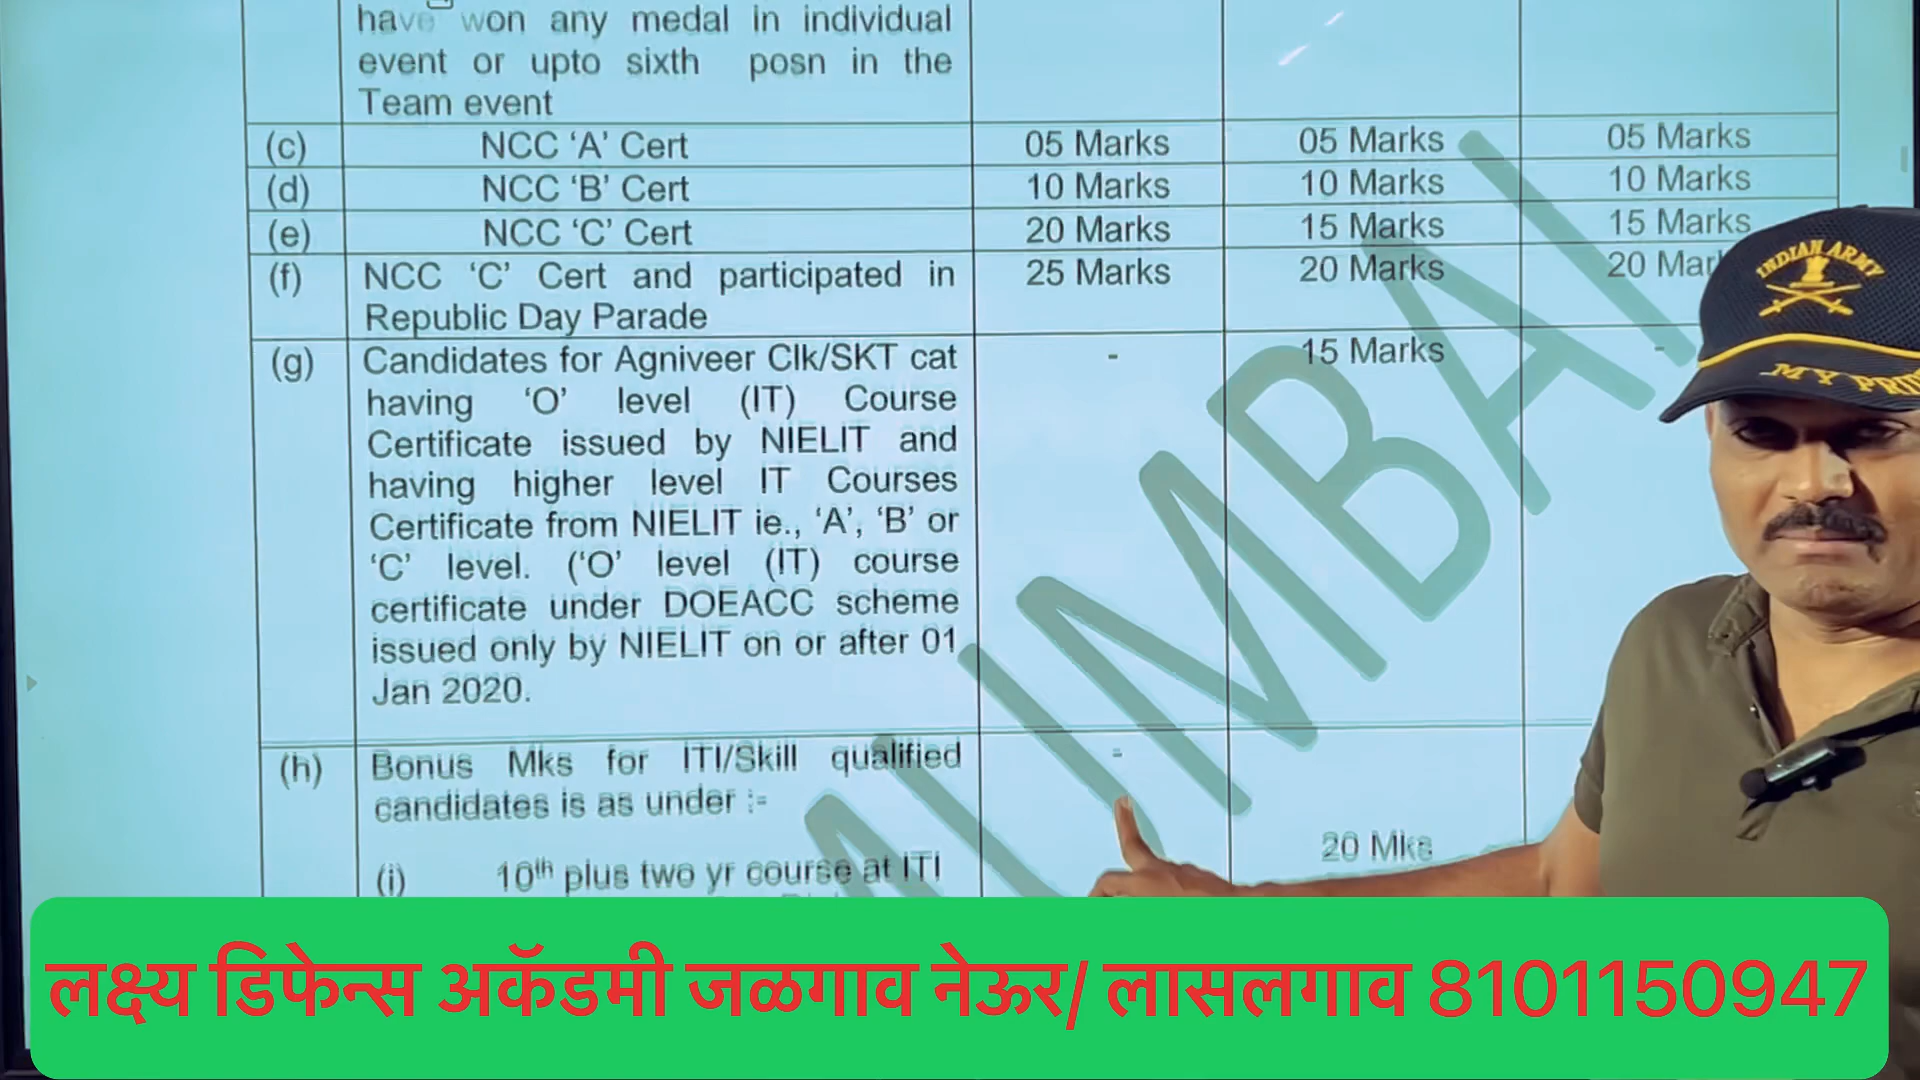 have won any medal in individual
event or upto sixth posn in the
Team event
(c) NCC ‘A’ Cert 05 Marks 05 Marks 05 Marks
(d) NCC ‘B’ Cert 10 Marks 10 Marks 10 Marks
(e) NCC ‘C’ Cert 20 Marks 15 Marks 15 Marks
(f) NCC ‘C’ Cert and participated in 25 Marks 20 Marks 20
Republic Day Parade
(g) Candidates for Agniveer Clk/SKT cat - 15 Marks -
having ‘O’ level (IT) Course
Certificate issued by NIELIT and
having higher level IT Courses
Certificate from NIELIT ie., ‘A’, ‘B’ or
‘C’ level. (‘O’ level (IT) course
certificate under DOEACC scheme
issued only by NIELIT on or after 01
Jan 2020.
(h) Bonus Mks for ITI/Skill qualified -
candidates is as under :-
20 Mks
(i) 10th plus two yr course at ITI
MUMBAI
INDIAN ARMY
MY
लक्ष्य डिफेन्स अकॅडमी जळगाव नेऊर/ लासलगाव 8101150947